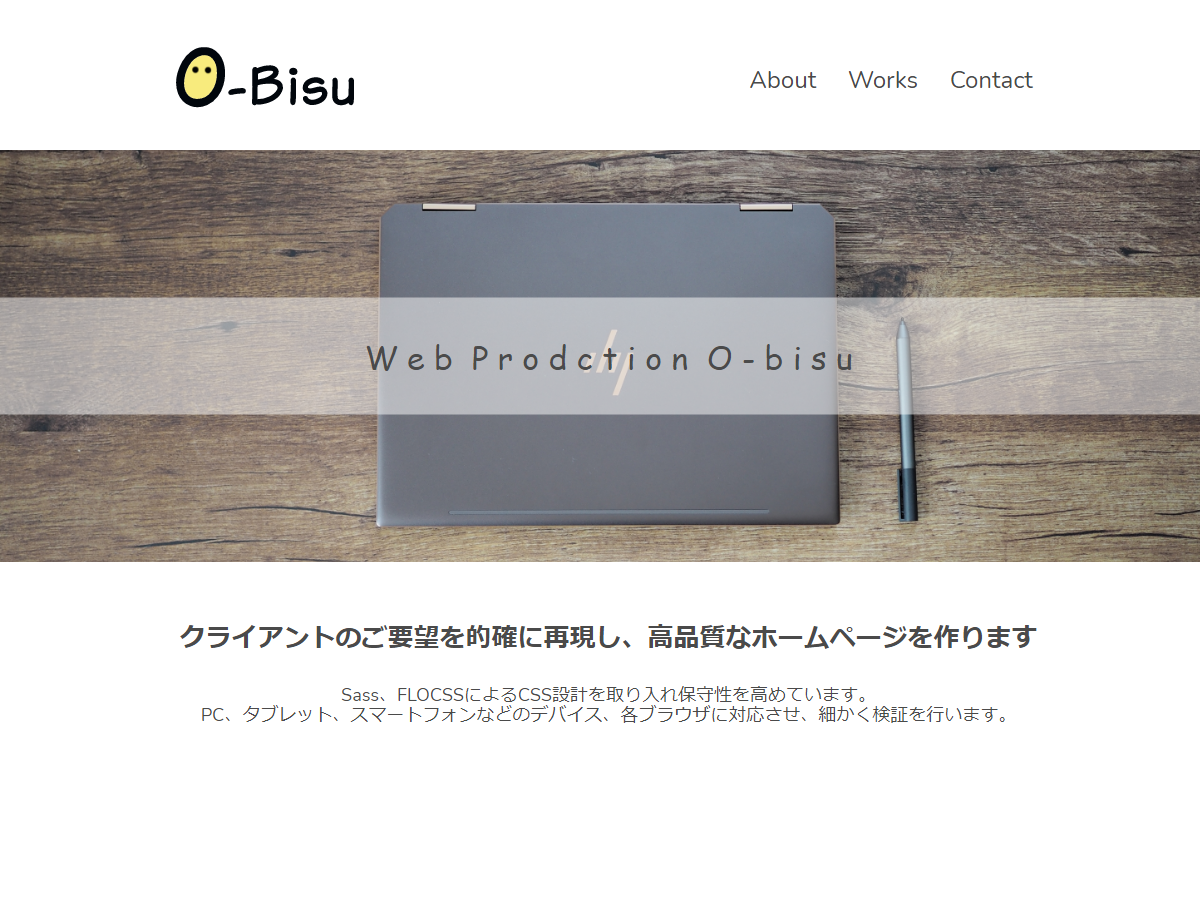 O-Bisu
About Works Contact
Web Prodction O-bisu
クライアントのご要望を的確に再現し、高品質なホームページを作ります
Sass、FLOCSSによるCSS設計を取り入れ保守性を高めています。
PC、タブレット、スマートフォンなどのデバイス、各ブラウザに対応させ、細かく検証を行います。